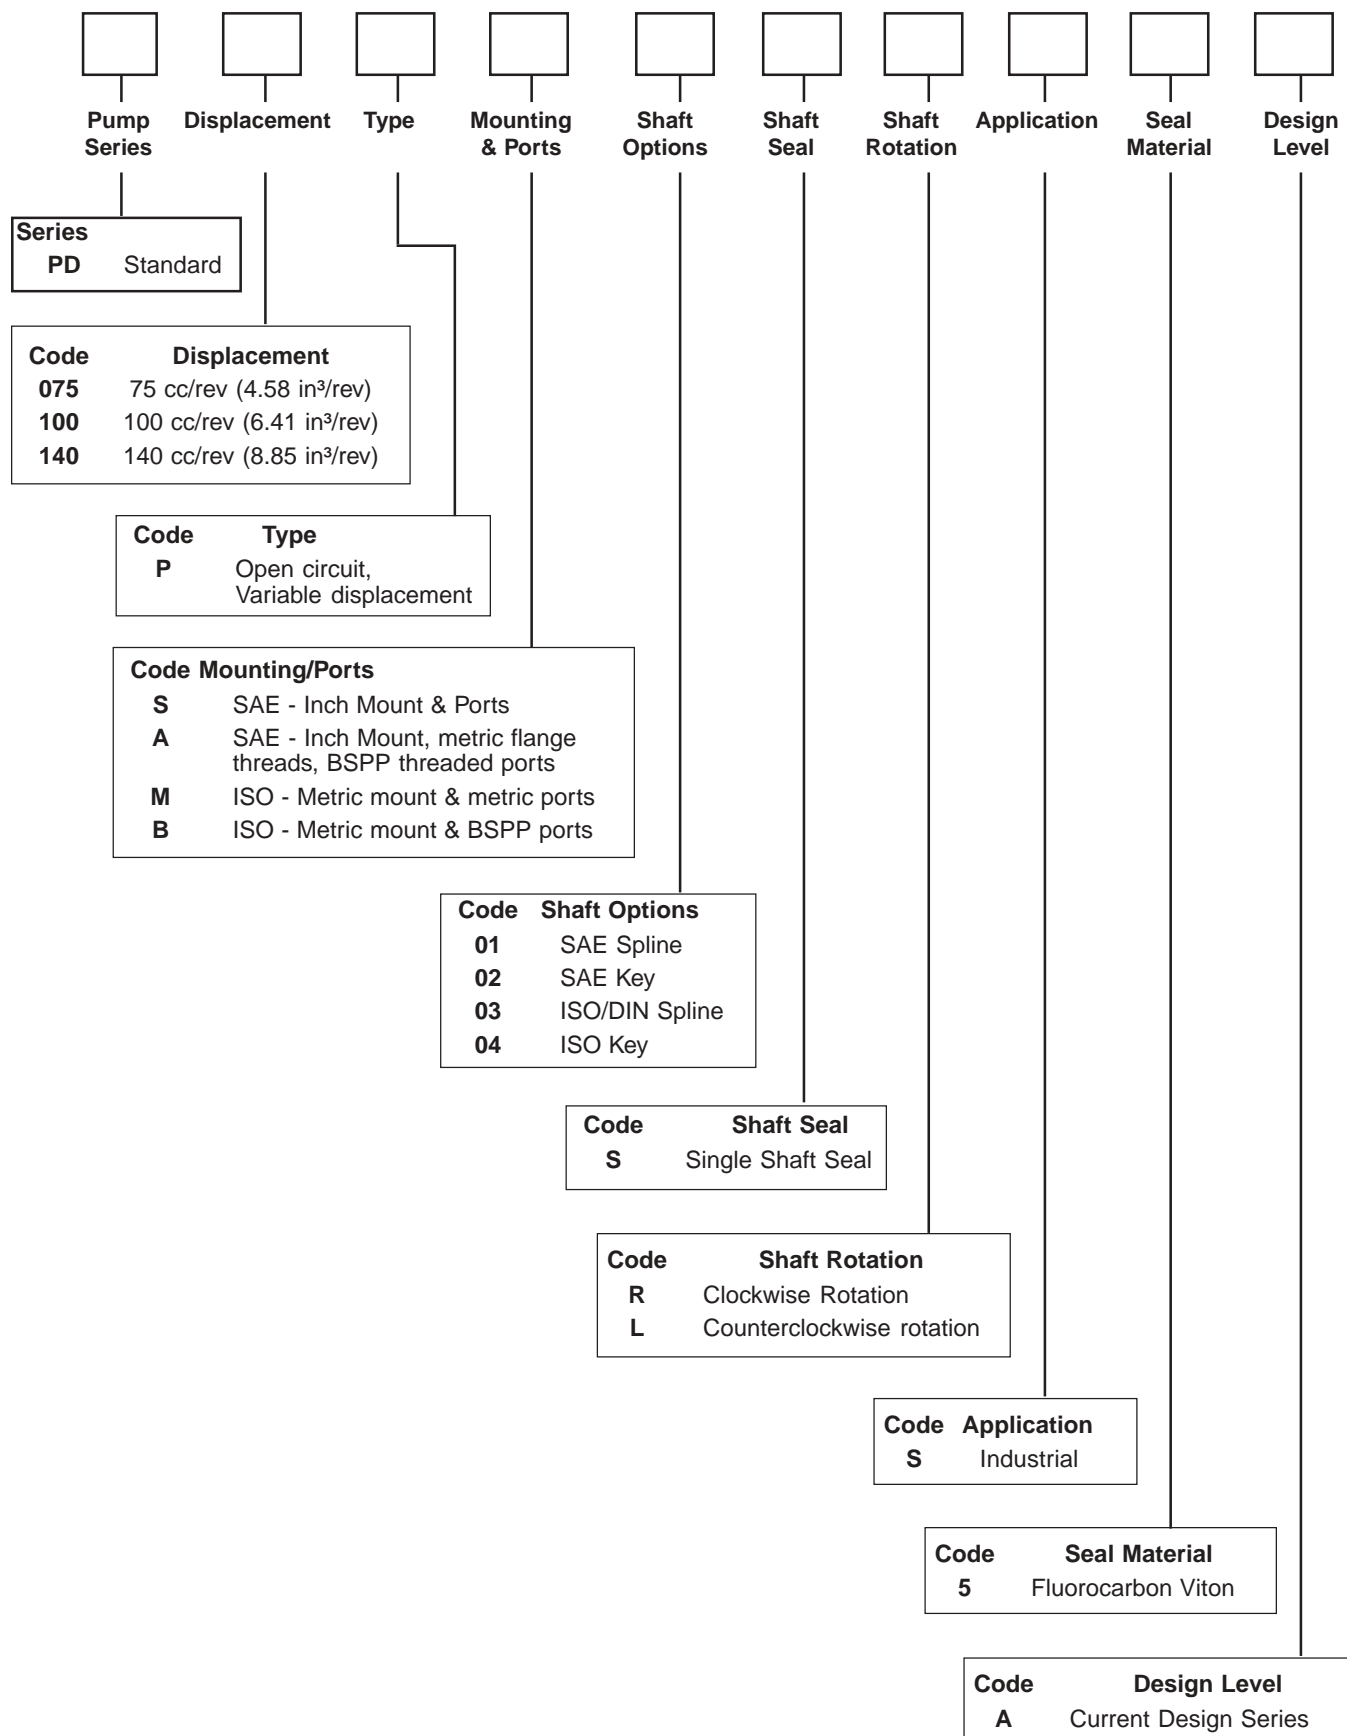 Pump Displacement Type Mounting Shaft Shaft Shaft Application Seal Design
Series & Ports Options Seal Rotation Material Level
Series
PD Standard
Code Displacement
075 75 cc/rev (4.58 in³/rev)
100 100 cc/rev (6.41 in³/rev)
140 140 cc/rev (8.85 in³/rev)
Code Type
P Open circuit,
Variable displacement
Code Mounting/Ports
S SAE - Inch Mount & Ports
A SAE - Inch Mount, metric flange
threads, BSPP threaded ports
M ISO - Metric mount & metric ports
B ISO - Metric mount & BSPP ports
Code Shaft Options
01 SAE Spline
02 SAE Key
03 ISO/DIN Spline
04 ISO Key
Code Shaft Seal
S Single Shaft Seal
Code Shaft Rotation
R Clockwise Rotation
L Counterclockwise rotation
Code Application
S Industrial
Code Seal Material
5 Fluorocarbon Viton
Code Design Level
A Current Design Series